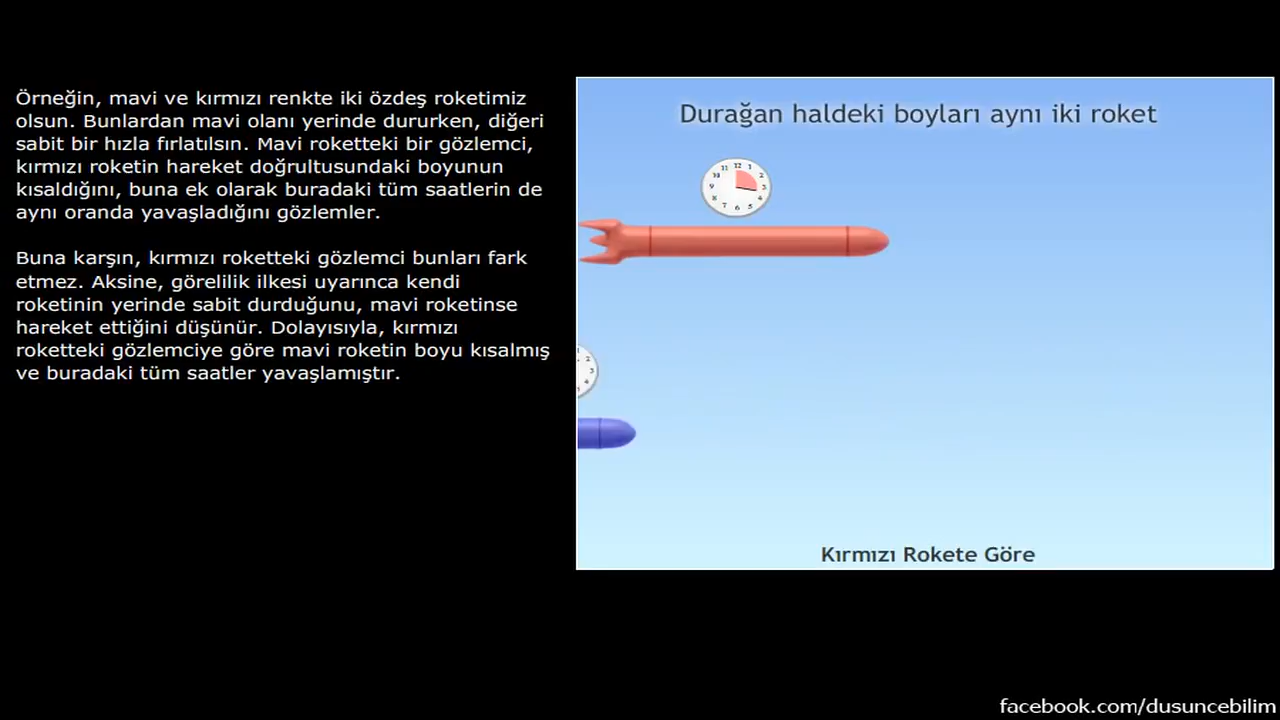 Örneğin, mavi ve kırmızı renkte iki özdeş roketimiz
olsun. Bunlardan mavi olanı yerinde dururken, diğeri
sabit bir hızla fırlatılsın. Mavi roketteki bir gözlemci,
kırmızı roketin hareket doğrultusundaki boyunun
kısaldığını, buna ek olarak buradaki tüm saatlerin de
aynı oranda yavaşladığını gözlemler.
Buna karşın, kırmızı roketteki gözlemci bunları fark
etmez. Aksine, görelilik ilkesi uyarınca kendi
roketinin yerinde sabit durduğunu, mavi roketinse
hareket ettiğini düşünür. Dolayısıyla, kırmızı
roketteki gözlemciye göre mavi roketin boyu kısalmış
ve buradaki tüm saatler yavaşlamıştır.
Durağan haldeki boyları aynı iki roket
Kırmızı Rokete Göre
facebook.com/dusuncebilim